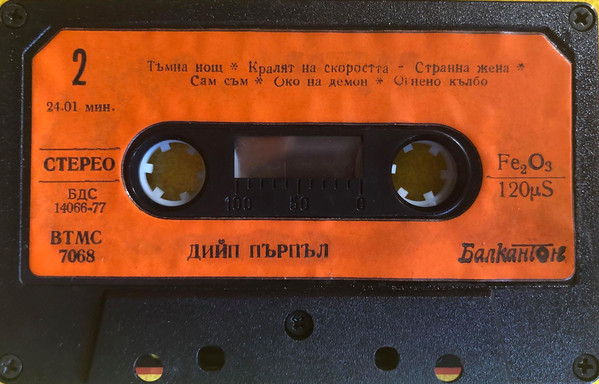 2
Тъмна нощ * Кралят на скоростта - Странна жена *
Сам съм * Око на демон * Огнено кълбо
24.01 мин.
СТЕРЕО
БДС
14066-77
ВТМС
7068
100 50 0
Fe₂O₃
120µS
ДИЙП ПЪРПЪЛ
Балкантон